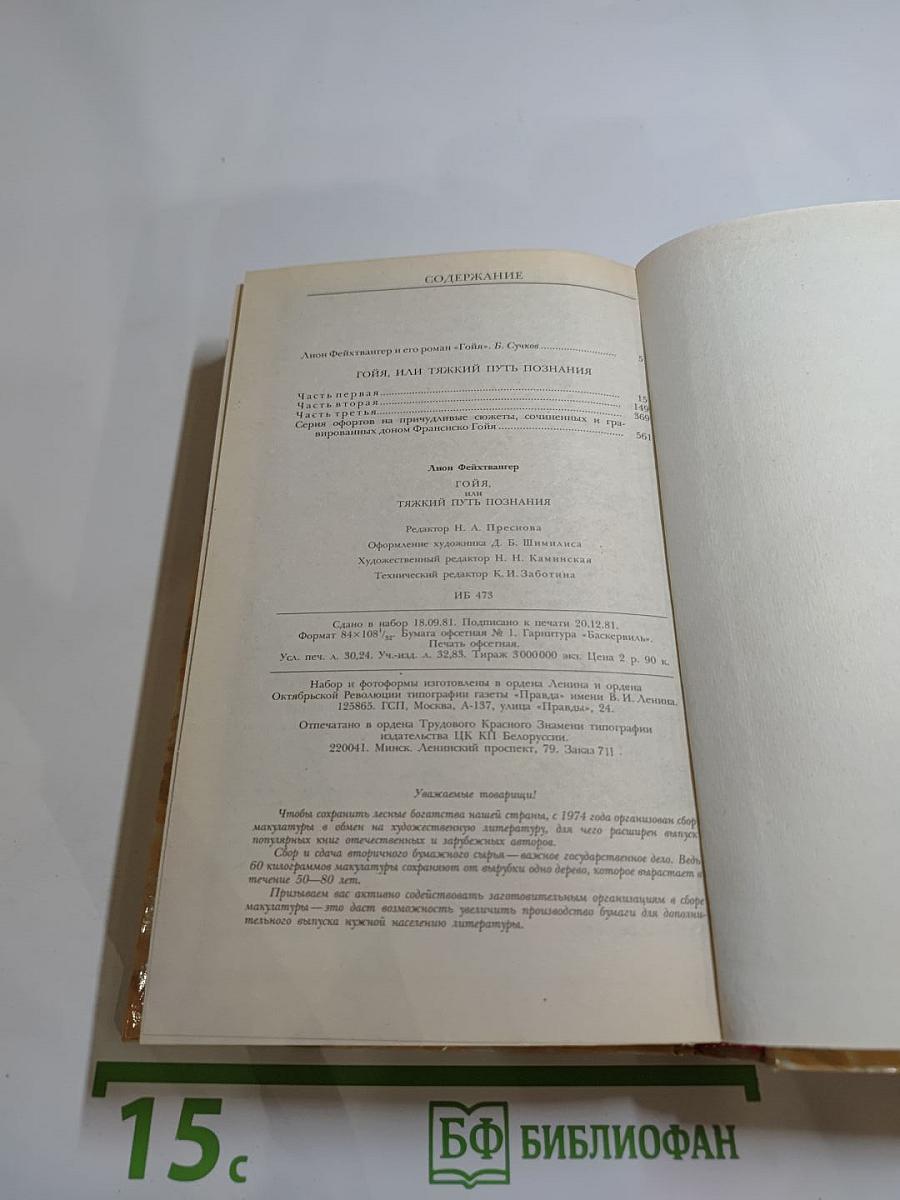 СОДЕРЖАНИЕ
Лион Фейхтвангер и его роман «Гойя». Б. Сучков .......... 5
ГОЙЯ, ИЛИ ТЯЖКИЙ ПУТЬ ПОЗНАНИЯ
Часть первая .......... 15
Часть вторая .......... 149
Часть третья .......... 369
Серия офортов на причудливые сюжеты, сочиненных и гра-
вированных доном Франсиско Гойя .......... 561
Лион Фейхтвангер
ГОЙЯ,
ИЛИ
ТЯЖКИЙ ПУТЬ ПОЗНАНИЯ
Редактор Н. А. Преснова
Оформление художника Д. Б. Шимилиса
Художественный редактор Н. Н. Каминская
Технический редактор К. И. Заботина
ИБ 473
Сдано в набор 18.09.81. Подписано к печати 20.12.81.
Формат 84×108¹/₃₂. Бумага офсетная № 1. Гарнитура «Баскервиль».
Печать офсетная.
Усл. печ. л. 30,24. Уч.-изд. л. 32,83. Тираж 3 000 000 экз. Цена 2 р. 90 к.
Набор и фотоформы изготовлены в ордена Ленина и ордена
Октябрьской Революции типографии газеты «Правда» имени В. И. Ленина.
125865. ГСП, Москва, А-137, улица «Правды», 24.
Отпечатано в ордена Трудового Красного Знамени типографии
издательства ЦК КП Белоруссии.
220041. Минск. Ленинский проспект, 79. Заказ 711.
Уважаемые товарищи!
Чтобы сохранить лесные богатства нашей страны, с 1974 года организован сбор
макулатуры в обмен на художественную литературу, для чего расширен выпуск
популярных книг отечественных и зарубежных авторов.
Сбор и сдача вторичного бумажного сырья — важное государственное дело. Ведь
60 килограммов макулатуры сохраняют от вырубки одно дерево, которое вырастает в
течение 50—80 лет.
Призываем вас активно содействовать заготовительным организациям в сборе
макулатуры — это даст возможность увеличить производство бумаги для дополни-
тельного выпуска нужной населению литературы.
15 с
БФ БИБЛИОФАН